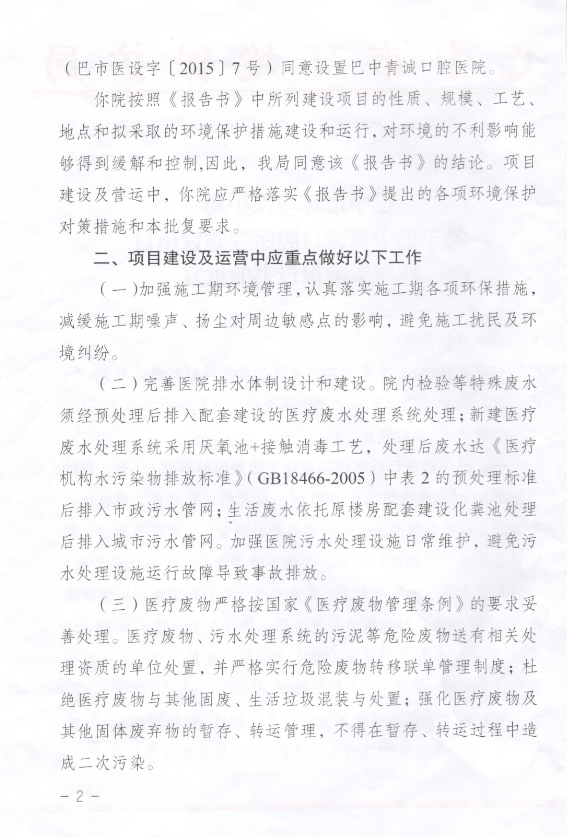 （巴市医设字〔2015〕7号）同意设置巴中青诚口腔医院。
你院按照《报告书》中所列建设项目的性质、规模、工艺、
地点和拟采取的环境保护措施建设和运行,对环境的不利影响能
够得到缓解和控制,因此，我局同意该《报告书》的结论。项目
建设及营运中，你院应严格落实《报告书》提出的各项环境保护
对策措施和本批复要求。
二、项目建设及运营中应重点做好以下工作
（一)加强施工期环境管理,认真落实施工期各项环保措施，
减缓施工期噪声、扬尘对周边敏感点的影响，避免施工扰民及环
境纠纷。
（二）完善医院排水体制设计和建设。院内检验等特殊废水
须经预处理后排入配套建设的医疗废水处理系统处理；新建医疗
废水处理系统采用厌氧池+接触消毒工艺，处理后废水达《医疗
机构水污染物排放标准》（GB18466-2005）中表 2 的预处理标准
后排入市政污水管网；生活废水依托原楼房配套建设化粪池处理
后排入城市污水管网。加强医院污水处理设施日常维护，避免污
水处理设施运行故障导致事故排放。
（三）医疗废物严格按国家《医疗废物管理条例》的要求妥
善处理。医疗废物、污水处理系统的污泥等危险废物送有相关处
理资质的单位处置，并严格实行危险废物转移联单管理制度；杜
绝医疗废物与其他固废、生活垃圾混装与处置；强化医疗废物及
其他固体废弃物的暂存、转运管理，不得在暂存、转运过程中造
成二次污染。
－2－